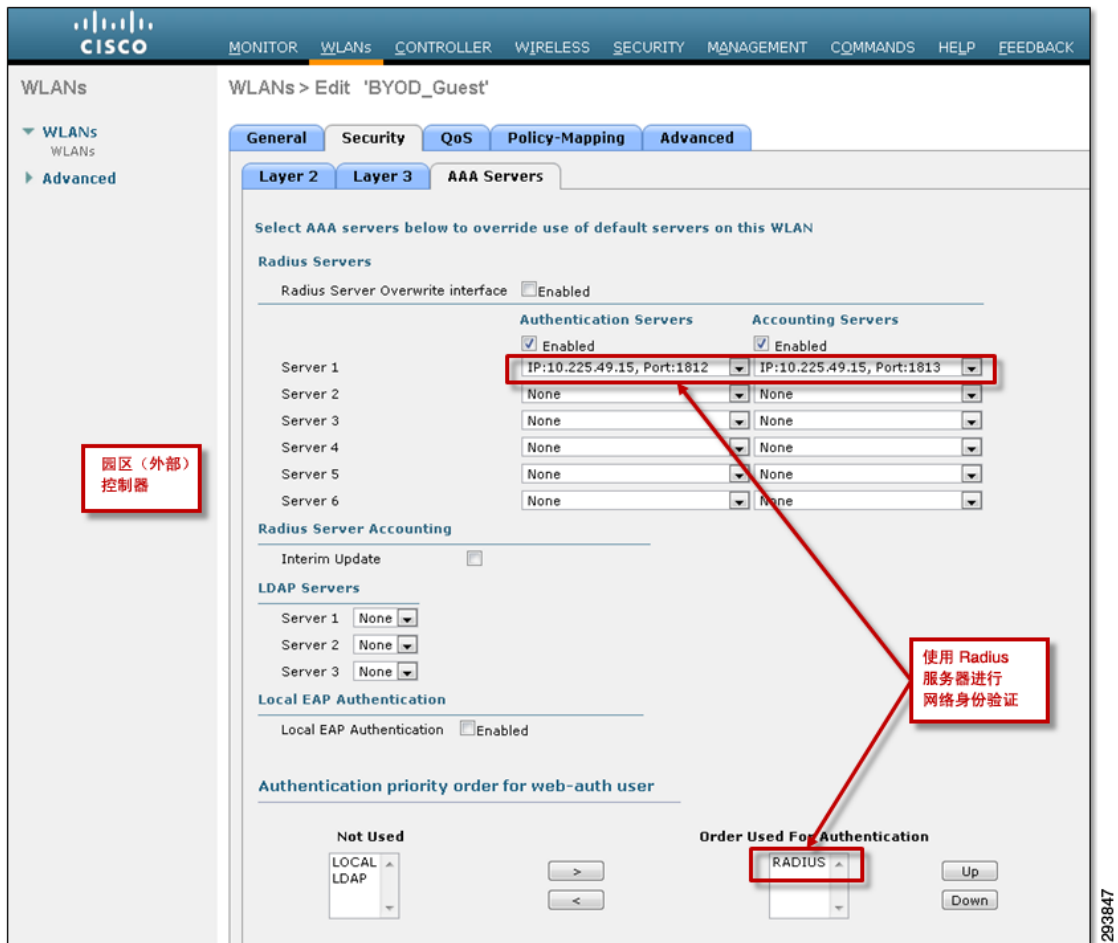 CISCO
MONITOR WLANs CONTROLLER WIRELESS SECURITY MANAGEMENT COMMANDS HELP FEEDBACK
WLANs
WLANs
WLANs
Advanced
WLANs > Edit 'BYOD_Guest'
General Security QoS Policy-Mapping Advanced
Layer 2 Layer 3 AAA Servers
Select AAA servers below to override use of default servers on this WLAN
Radius Servers
Radius Server Overwrite interface Enabled
Authentication Servers Accounting Servers
Enabled Enabled
Server 1 IP:10.225.49.15, Port:1812 IP:10.225.49.15, Port:1813
Server 2 None None
Server 3 None None
Server 4 None None
Server 5 None None
Server 6 None None
园区（外部）
控制器
Radius Server Accounting
Interim Update
LDAP Servers
Server 1 None
Server 2 None
Server 3 None
使用 Radius
服务器进行
网络身份验证
Local EAP Authentication
Local EAP Authentication Enabled
Authentication priority order for web-auth user
Not Used Order Used For Authentication
LOCAL > RADIUS Up
LDAP
< Down
293847